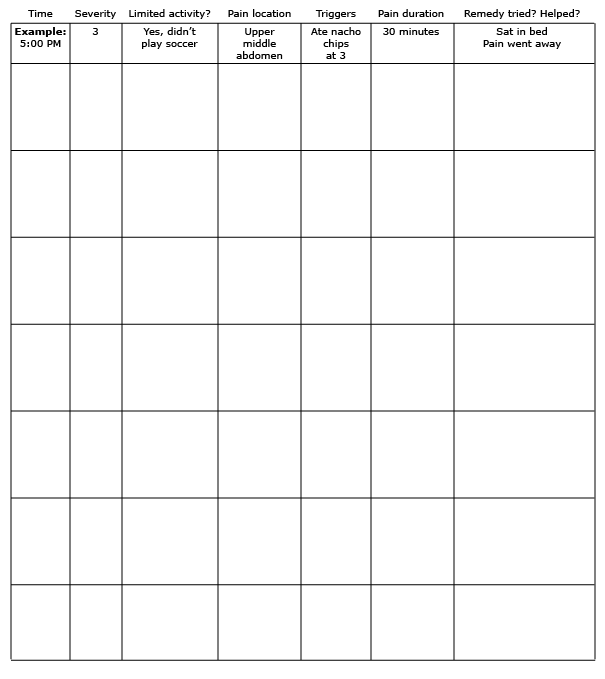 Time Severity Limited activity? Pain location Triggers Pain duration Remedy tried? Helped?
Example: 3 Yes, didn't Upper Ate nacho 30 minutes Sat in bed
5:00 PM play soccer middle chips Pain went away
abdomen at 3